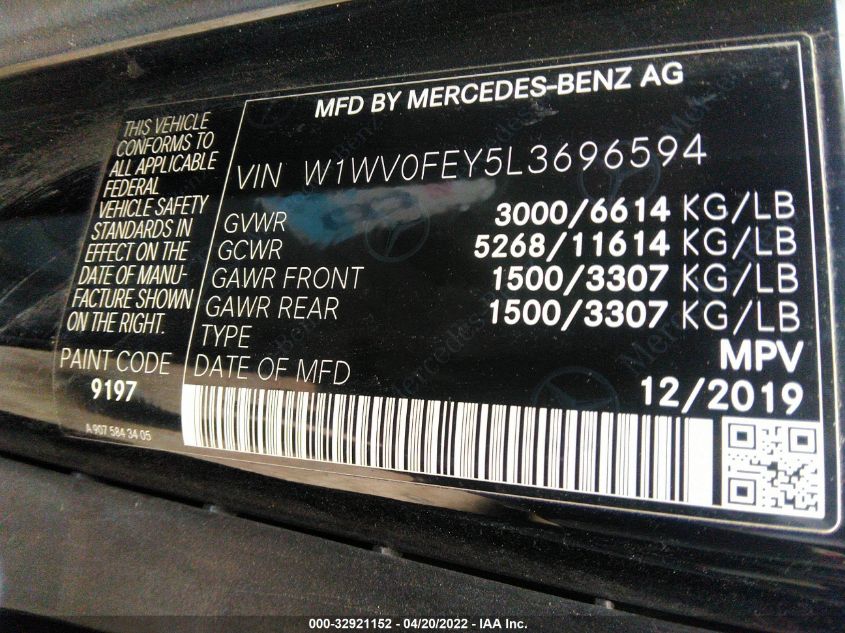 MFD BY MERCEDES-BENZ AG
THIS VEHICLE
CONFORMS TO
ALL APPLICABLE
FEDERAL
VEHICLE SAFETY
STANDARDS IN
EFFECT ON THE
DATE OF MANU-
FACTURE SHOWN
ON THE RIGHT.
PAINT CODE
9197
A 907 584 34 05
VIN W1WV0FEY5L3696594
GVWR 3000/6614 KG/LB
GCWR 5268/11614 KG/LB
GAWR FRONT 1500/3307 KG/LB
GAWR REAR 1500/3307 KG/LB
TYPE MPV
DATE OF MFD 12/2019
000-32921152 - 04/20/2022 - IAA Inc.